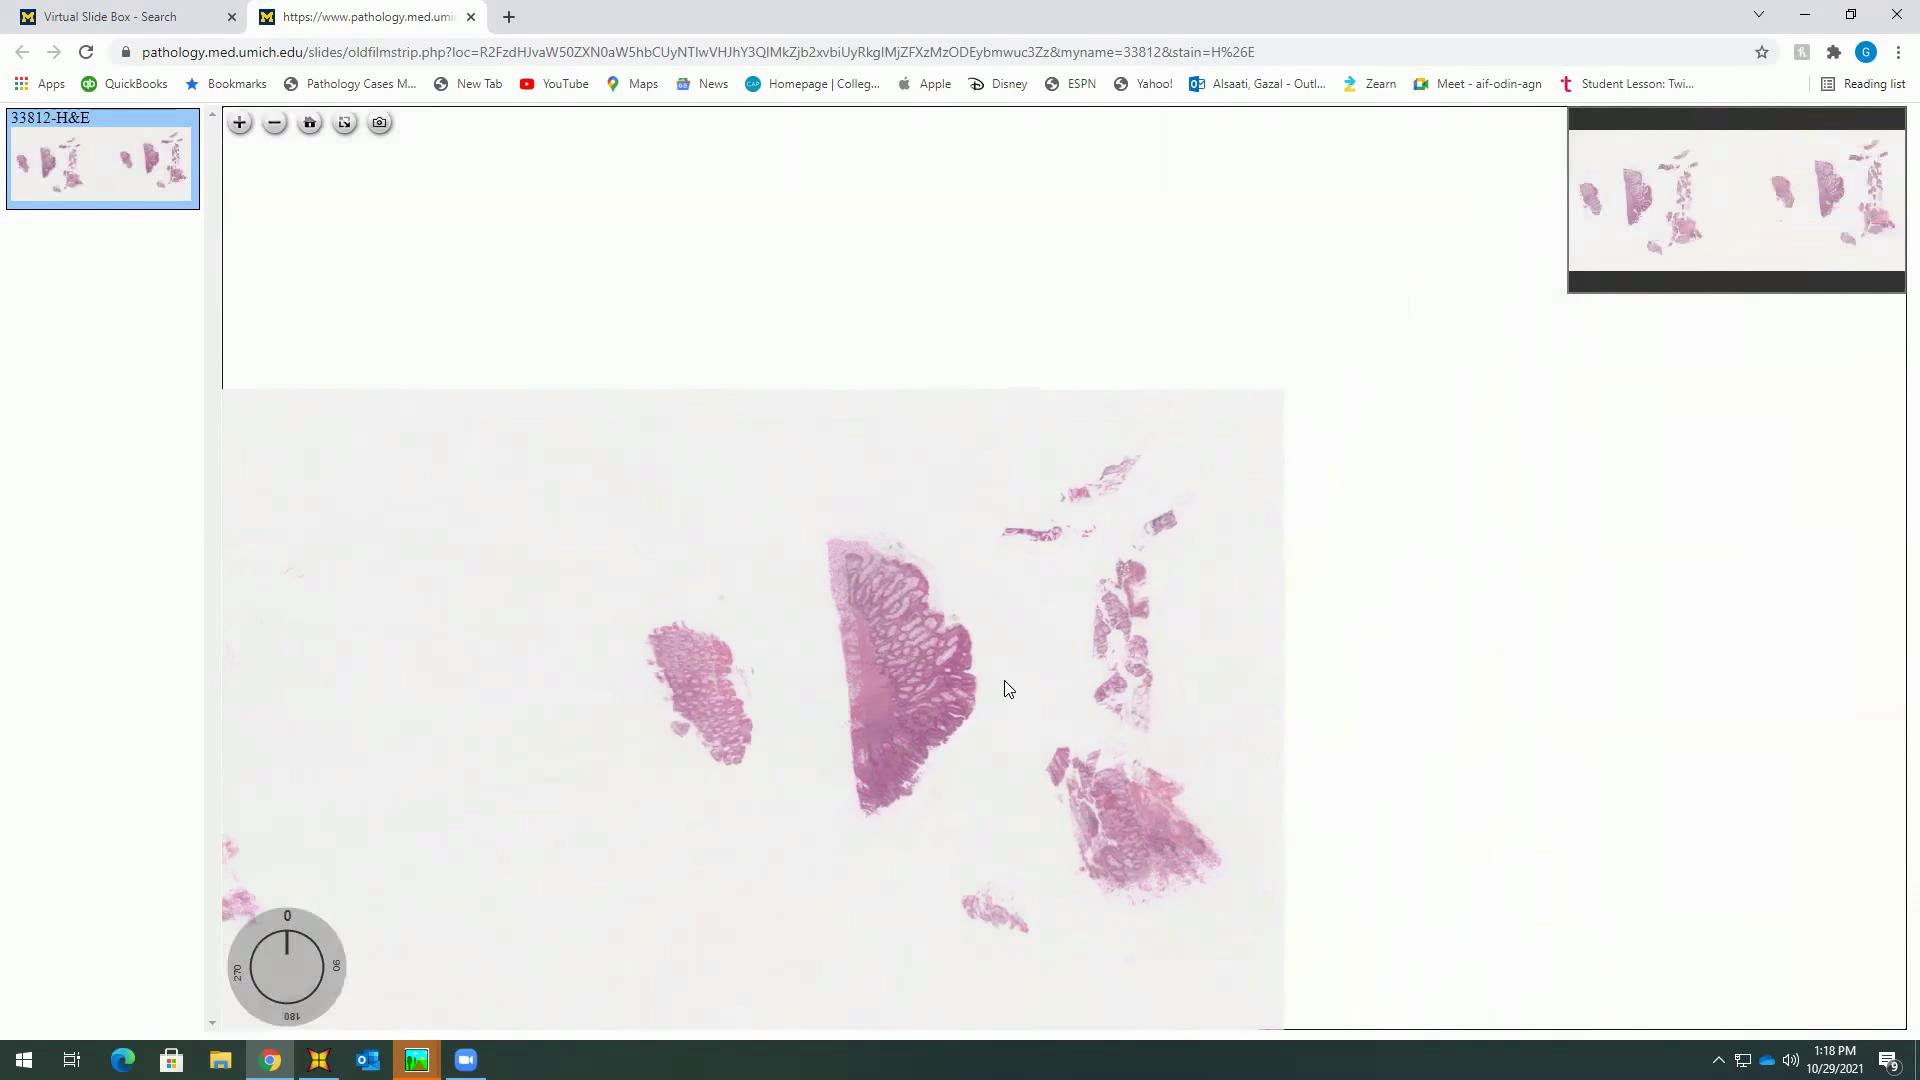 Virtual Slide Box - Search
https://www.pathology.med.umi
pathology.med.umich.edu/slides/oldfilmstrip.php?loc=R2FzdHJvaW50ZXN0aW5hbCUyNTIwVHJhY3QlMkZjb2xvbiUyRkglMjZFXzMzODEybmwuc3Zz&myname=33812&stain=H%26E
G
Apps
QuickBooks
Bookmarks
Pathology Cases M...
New Tab
YouTube
Maps
News
Homepage | Colleg...
Apple
Disney
ESPN
Yahoo!
Alsaati, Gazal - Outl...
Zearn
Meet - aif-odin-agn
Student Lesson: Twi...
Reading list
33812-H&E
0
270
90
180
1:18 PM
10/29/2021
9